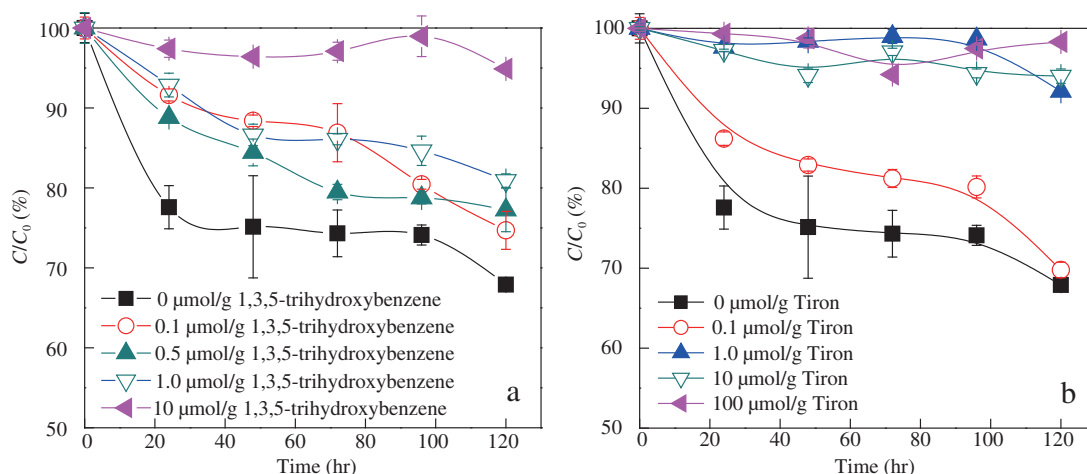 100
90
80
70
60
50
C/C0 (%)
0 μmol/g 1,3,5-trihydroxybenzene
0.1 μmol/g 1,3,5-trihydroxybenzene
0.5 μmol/g 1,3,5-trihydroxybenzene
1.0 μmol/g 1,3,5-trihydroxybenzene
10 μmol/g 1,3,5-trihydroxybenzene
a
0 20 40 60 80 100 120
Time (hr)
100
90
80
70
60
50
C/C0 (%)
0 μmol/g Tiron
0.1 μmol/g Tiron
1.0 μmol/g Tiron
10 μmol/g Tiron
100 μmol/g Tiron
b
0 20 40 60 80 100 120
Time (hr)